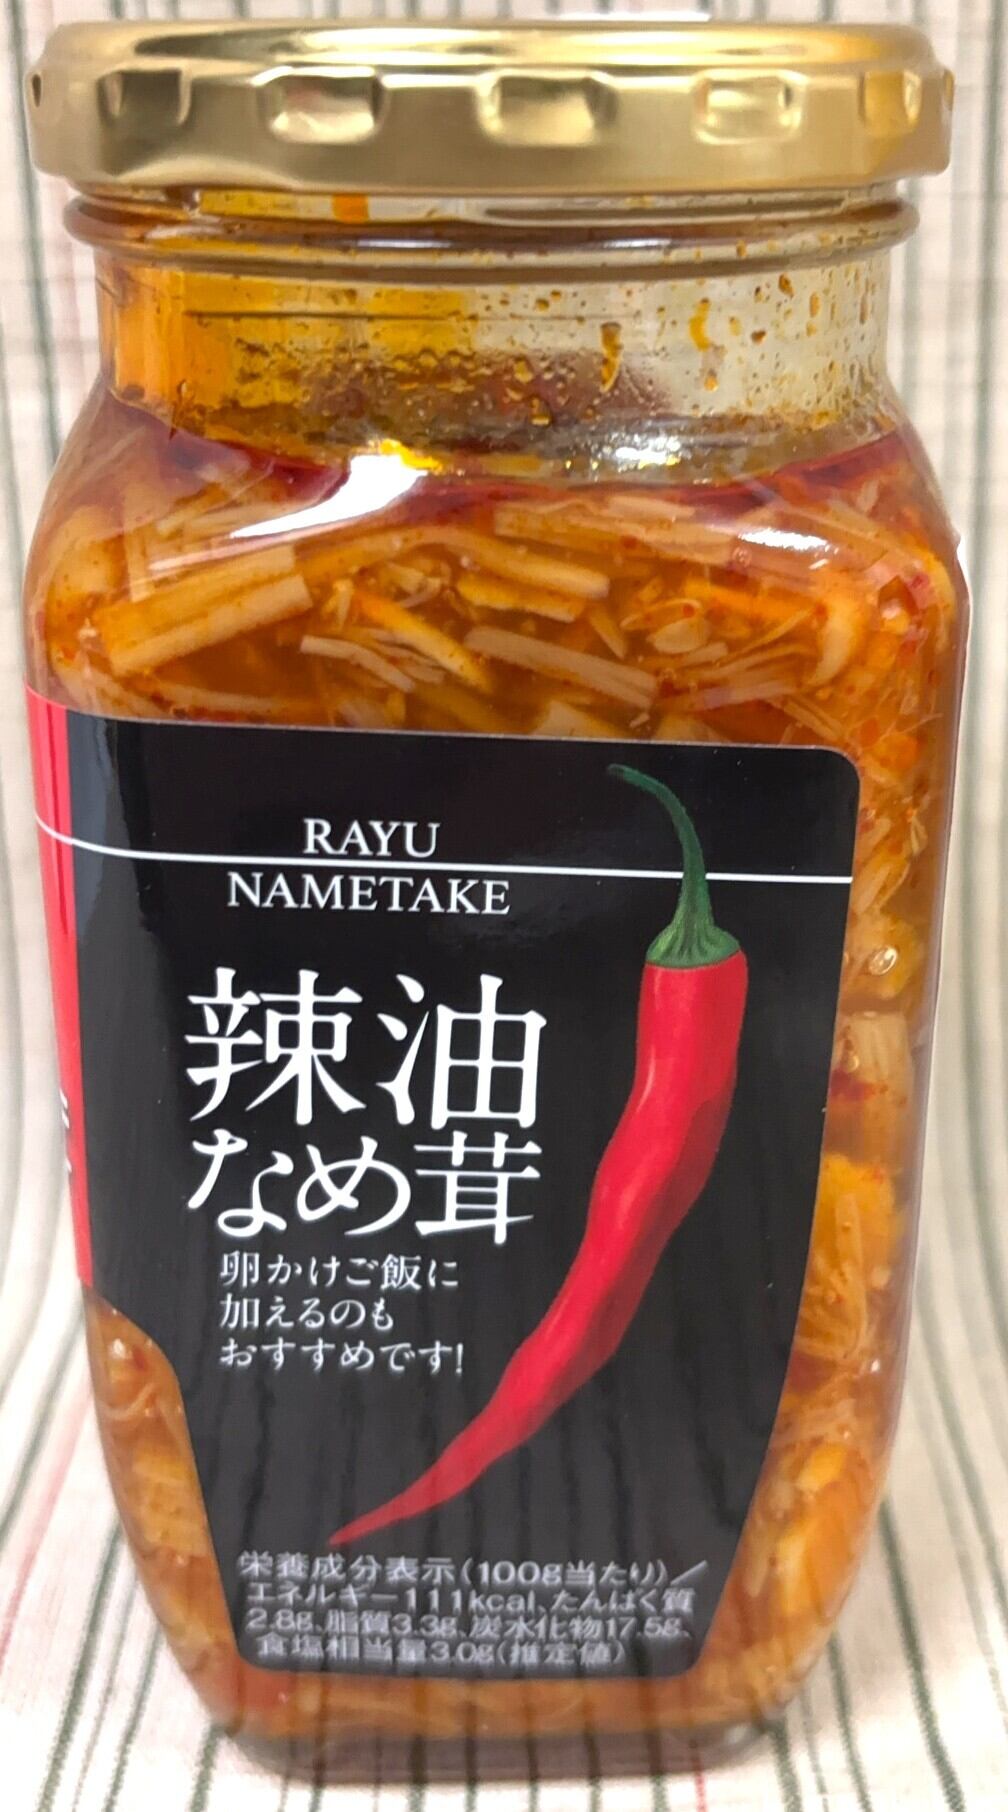 RAYU
NAMETAKE
辣油
なめ茸
卵かけご飯に
加えるのも
おすすめです!
栄養成分表示(100g当たり)／
エネルギー111kcal、たんぱく質
2.8g、脂質3.3g、炭水化物17.5g、
食塩相当量3.0g(推定値)